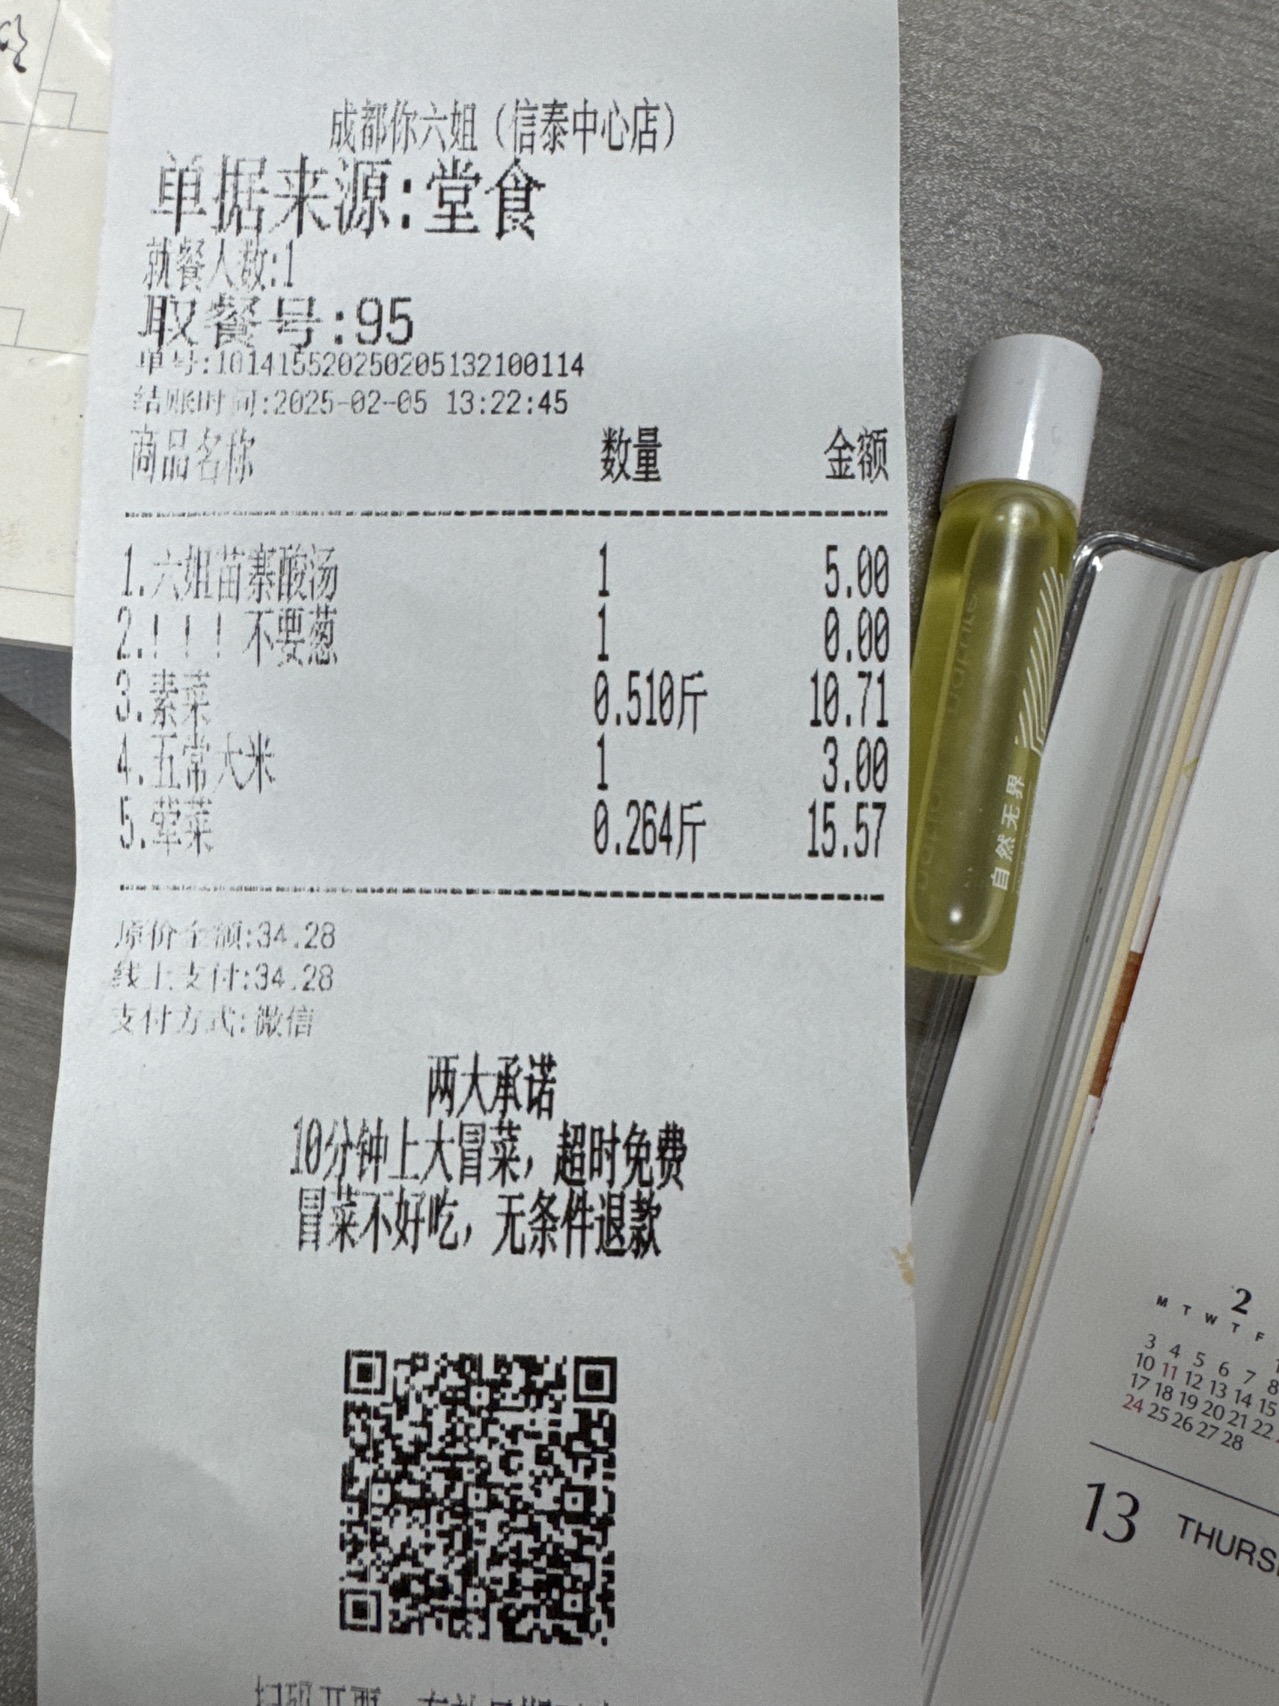 成都你六姐（信泰中心店）
单据来源:堂食
就餐人数:1
取餐号:95
单号:10141552025020513210​0114
结账时间:2025-02-05 13:22:45
商品名称 数量 金额
1.六姐苗寨酸汤 1 5.00
2.！！！不要葱 1 0.00
3.素菜 0.510斤 10.71
4.五常大米 1 3.00
5.荤菜 0.264斤 15.57
原价金额:34.28
线上支付:34.28
支付方式:微信
两大承诺
10分钟上大冒菜，超时免费
冒菜不好吃，无条件退款
自然无界
2
M T W T F
3 4 5 6 7 8
10 11 12 13 14 15
17 18 19 20 21 22
24 25 26 27 28
13 THURS